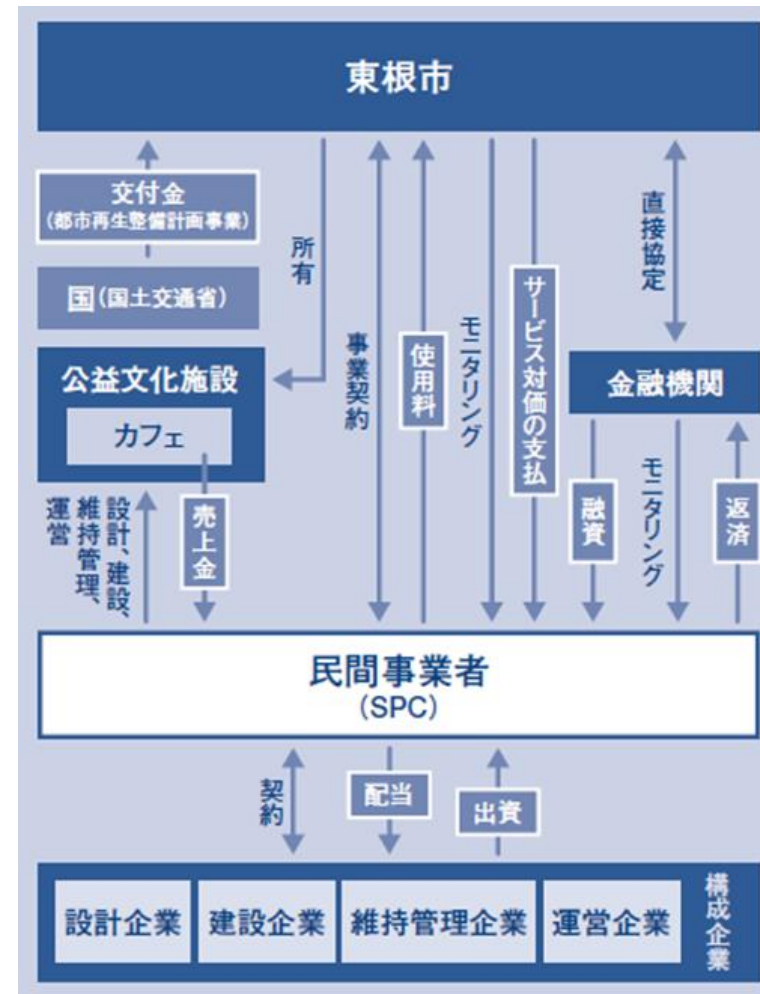 東根市
交付金
(都市再生整備計画事業)
国(国土交通省)
所有
公益文化施設
カフェ
事業契約
使用料
モニタリング
サービス対価の支払
直接協定
金融機関
設計、建設、
維持管理、
運営
売上金
融資
モニタリング
返済
民間事業者
(SPC)
契約
配当
出資
設計企業
建設企業
維持管理企業
運営企業
構成企業